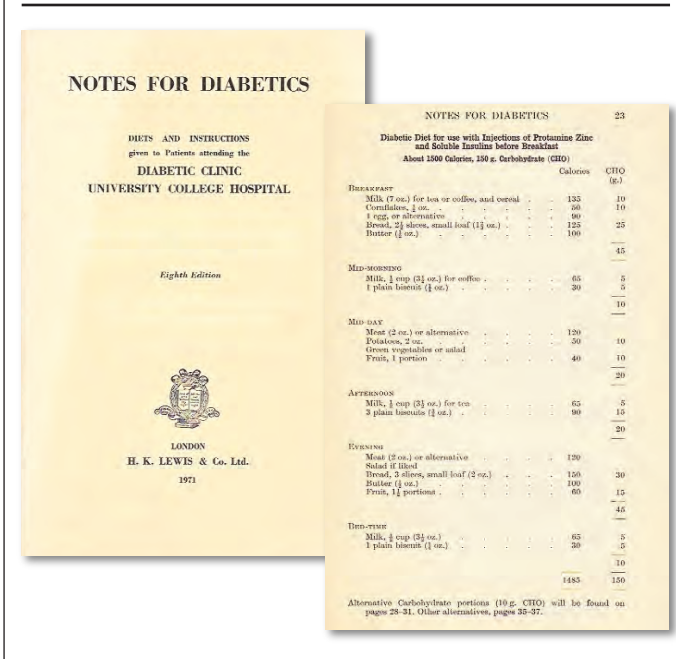 NOTES FOR DIABETICS
DIETS AND INSTRUCTIONS
given to Patients attending the
DIABETIC CLINIC
UNIVERSITY COLLEGE HOSPITAL
Eighth Edition
LONDON
H. K. LEWIS & Co. Ltd.
1971
NOTES FOR DIABETICS 23
Diabetic Diet for use with Injections of Protamine Zinc
and Soluble Insulins before Breakfast
About 1500 Calories, 150 g. Carbohydrate (CHO)
Calories CHO
(g.)
BREAKFAST
Milk (7 oz.) for tea or coffee, and cereal . . 135 10
Cornflakes, ½ oz. . . . . . . 50 10
1 egg, or alternative . . . . . 90
Bread, 2½ slices, small loaf (1⅔ oz.) . . . 125 25
Butter (½ oz.) . . . . . . 100
45
MID-MORNING
Milk, ½ cup (3½ oz.) for coffee . . . . 65 5
1 plain biscuit (¼ oz.) . . . . . 30 5
10
MID-DAY
Meat (2 oz.) or alternative . . . . 120
Potatoes, 2 oz. . . . . . . 50 10
Green vegetables or salad
Fruit, 1 portion . . . . . . 40 10
20
AFTERNOON
Milk, ½ cup (3½ oz.) for tea . . . . 65 5
3 plain biscuits (¾ oz.) . . . . . 90 15
20
EVENING
Meat (2 oz.) or alternative . . . . 120
Salad if liked
Bread, 3 slices, small loaf (2 oz.) . . . 150 30
Butter (½ oz.) . . . . . . 100
Fruit, 1½ portions . . . . . . 60 15
45
BED-TIME
Milk, ½ cup (3½ oz.) . . . . . 65 5
1 plain biscuit (¼ oz.) . . . . . 30 5
10
1485 150
Alternative Carbohydrate portions (10 g. CHO) will be found on
pages 28–31. Other alternatives, pages 35–37.